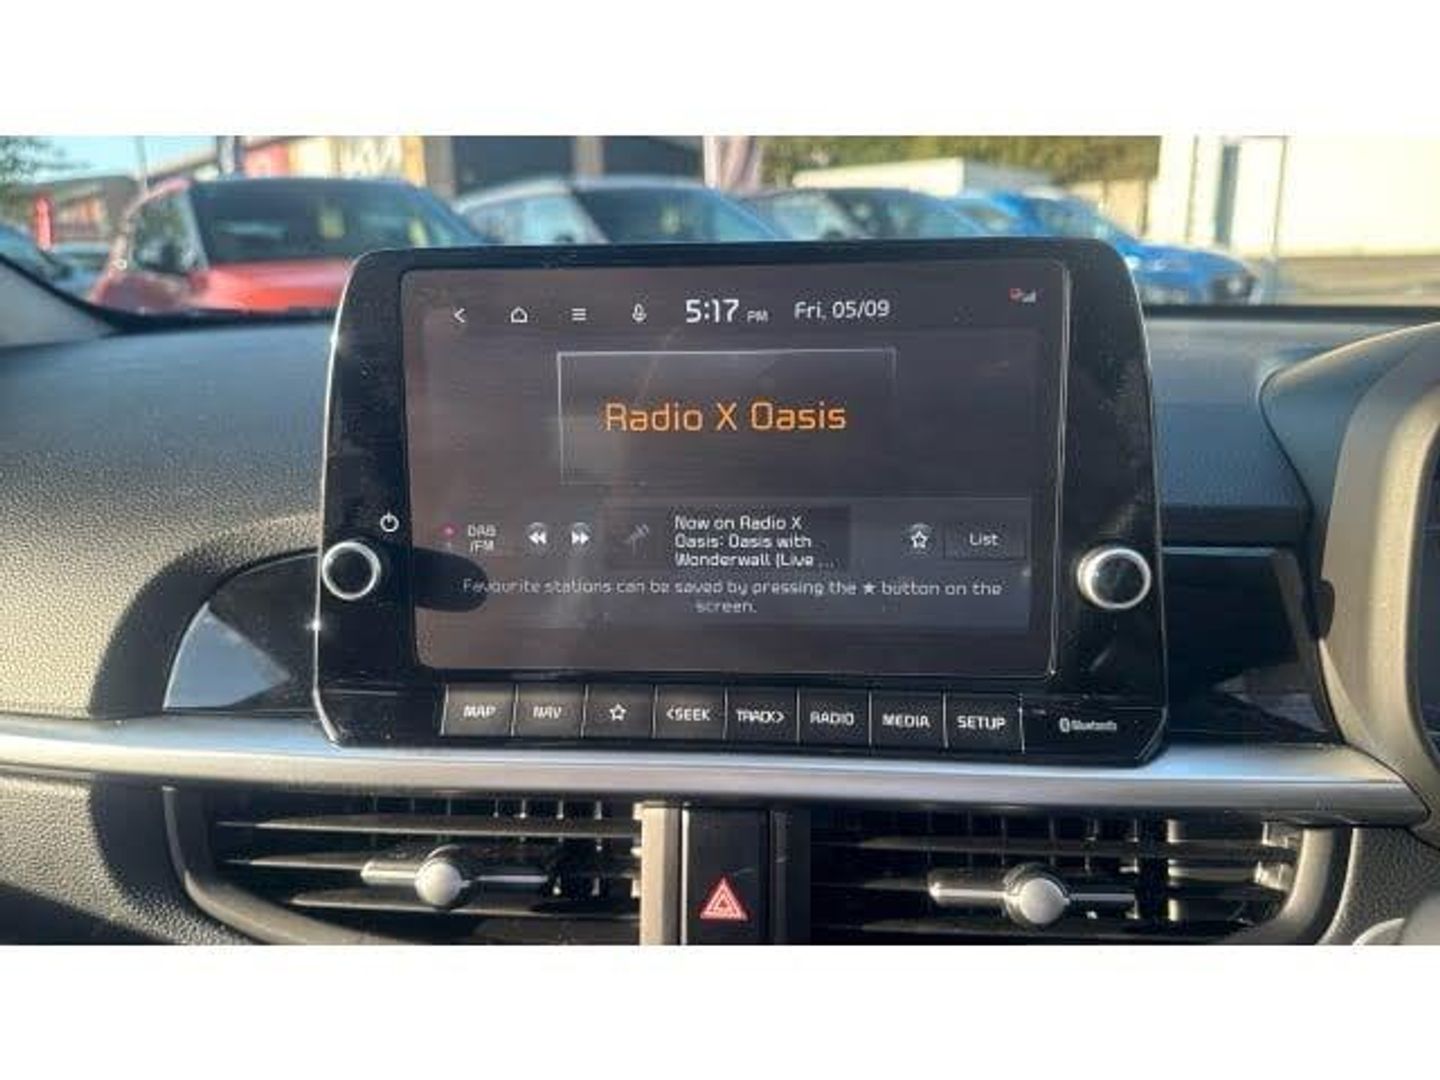 5:17 PM Fri, 05/09
Radio X Oasis
DAB
/FM
Now on Radio X
Oasis: Oasis with
Wonderwall (Live ...
List
Favourite stations can be saved by pressing the ★ button on the
screen.
MAP NAV ☆ <SEEK TRACK> RADIO MEDIA SETUP Bluetooth